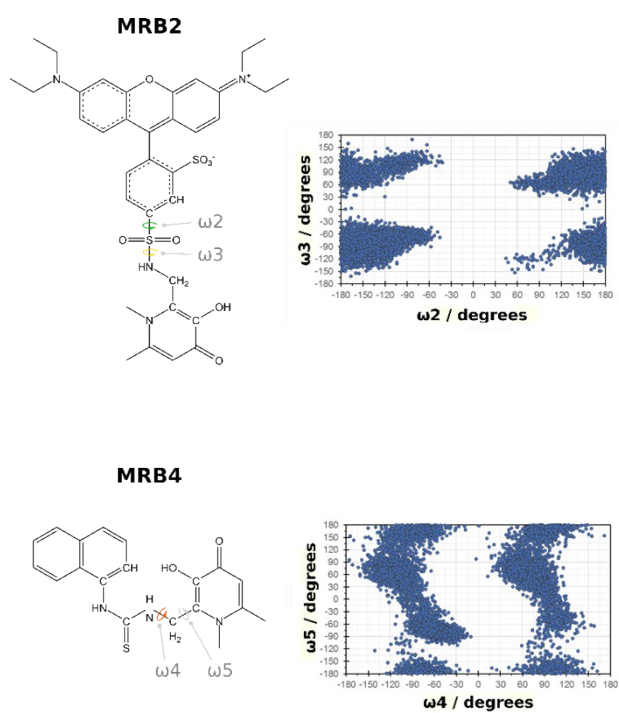 MRB2
N
O
N+
SO3-
CH
C
ω2
O S O
ω3
HN
CH2
C
N
C
OH
O
ω3 / degrees
180
150
120
90
60
30
0
-30
-60
-90
-120
-150
-180
-180 -150 -120 -90 -60 -30 0 30 60 90 120 150 180
ω2 / degrees
MRB4
O
CH
HO
C
HN
H
N
C
N
H2
S
ω4
ω5
ω5 / degrees
180
150
120
90
60
30
0
-30
-60
-90
-120
-150
-180
-180 -150 -120 -90 -60 -30 0 30 60 90 120 150 180
ω4 / degrees